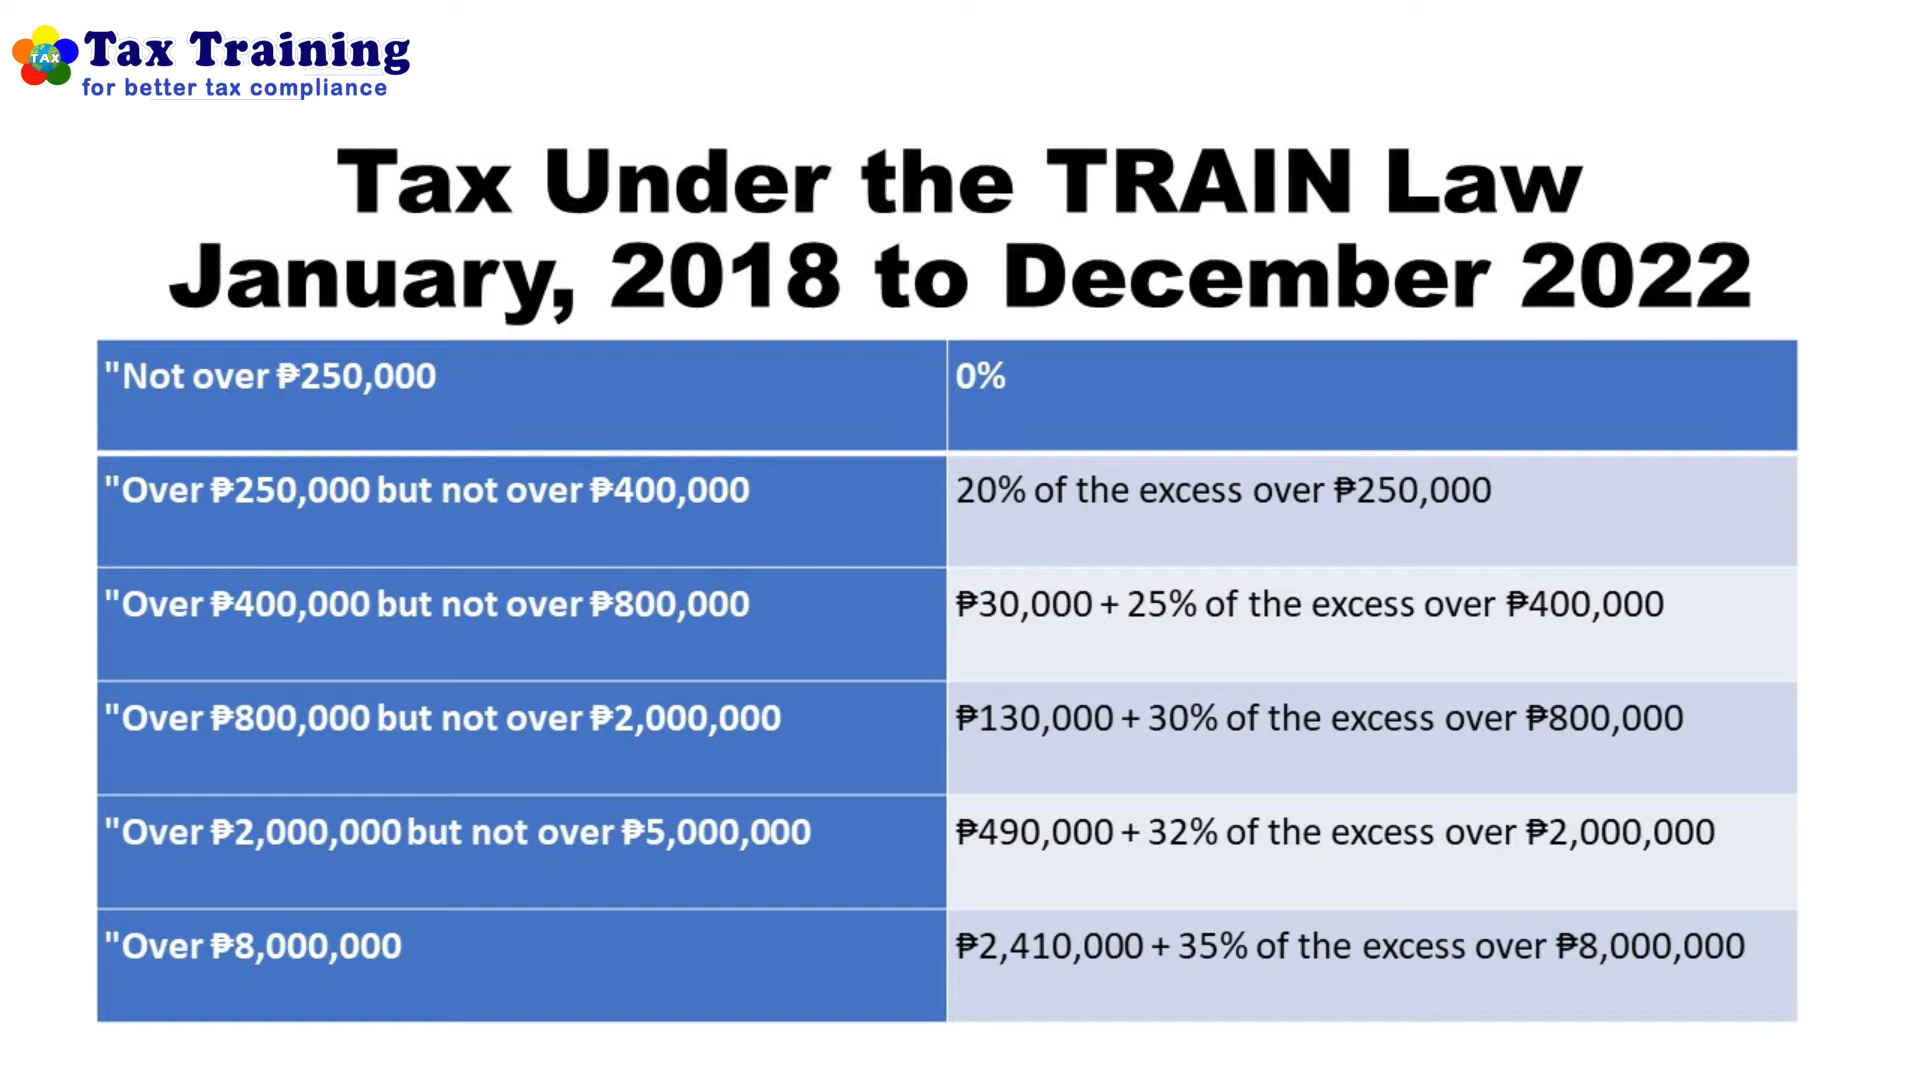 TAX
Tax Training
for better tax compliance
Tax Under the TRAIN Law
January, 2018 to December 2022
"Not over ₱250,000
0%
"Over ₱250,000 but not over ₱400,000
20% of the excess over ₱250,000
"Over ₱400,000 but not over ₱800,000
₱30,000 + 25% of the excess over ₱400,000
"Over ₱800,000 but not over ₱2,000,000
₱130,000 + 30% of the excess over ₱800,000
"Over ₱2,000,000 but not over ₱5,000,000
₱490,000 + 32% of the excess over ₱2,000,000
"Over ₱8,000,000
₱2,410,000 + 35% of the excess over ₱8,000,000